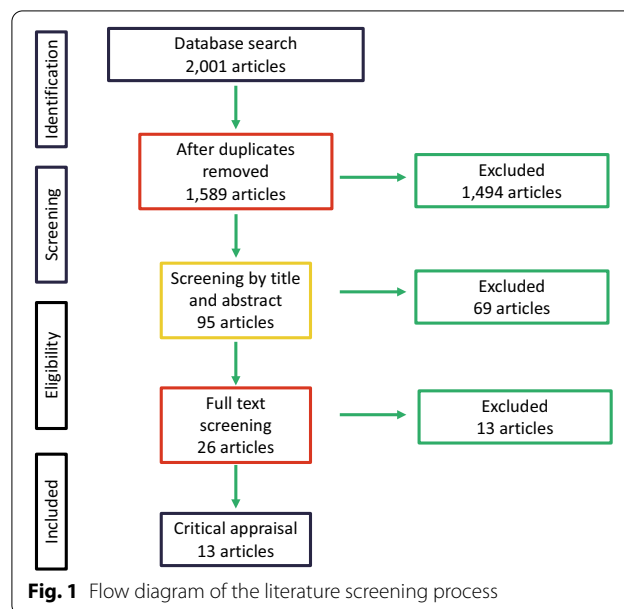 Identification
Database search
2,001 articles
After duplicates
removed
1,589 articles
Excluded
1,494 articles
Screening
Screening by title
and abstract
95 articles
Excluded
69 articles
Eligibility
Full text
screening
26 articles
Excluded
13 articles
Included
Critical appraisal
13 articles
Fig. 1 Flow diagram of the literature screening process